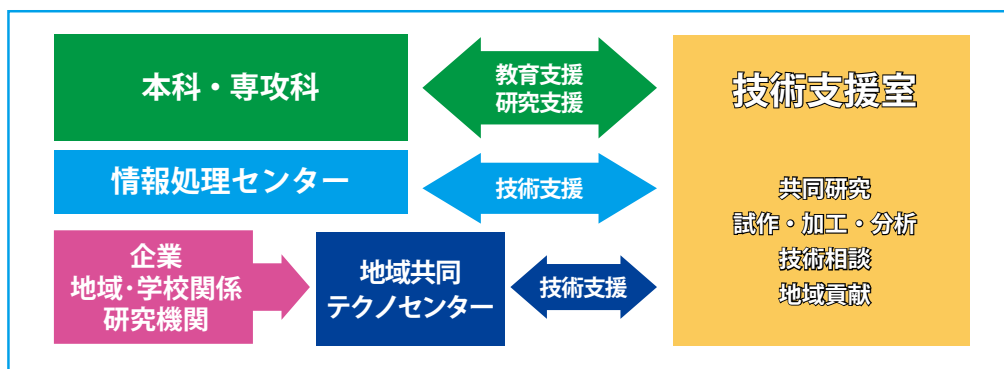 本科・専攻科
教育支援
研究支援
技術支援室
情報処理センター
技術支援
共同研究
試作・加工・分析
技術相談
地域貢献
企業
地域・学校関係
研究機関
地域共同
テクノセンター
技術支援